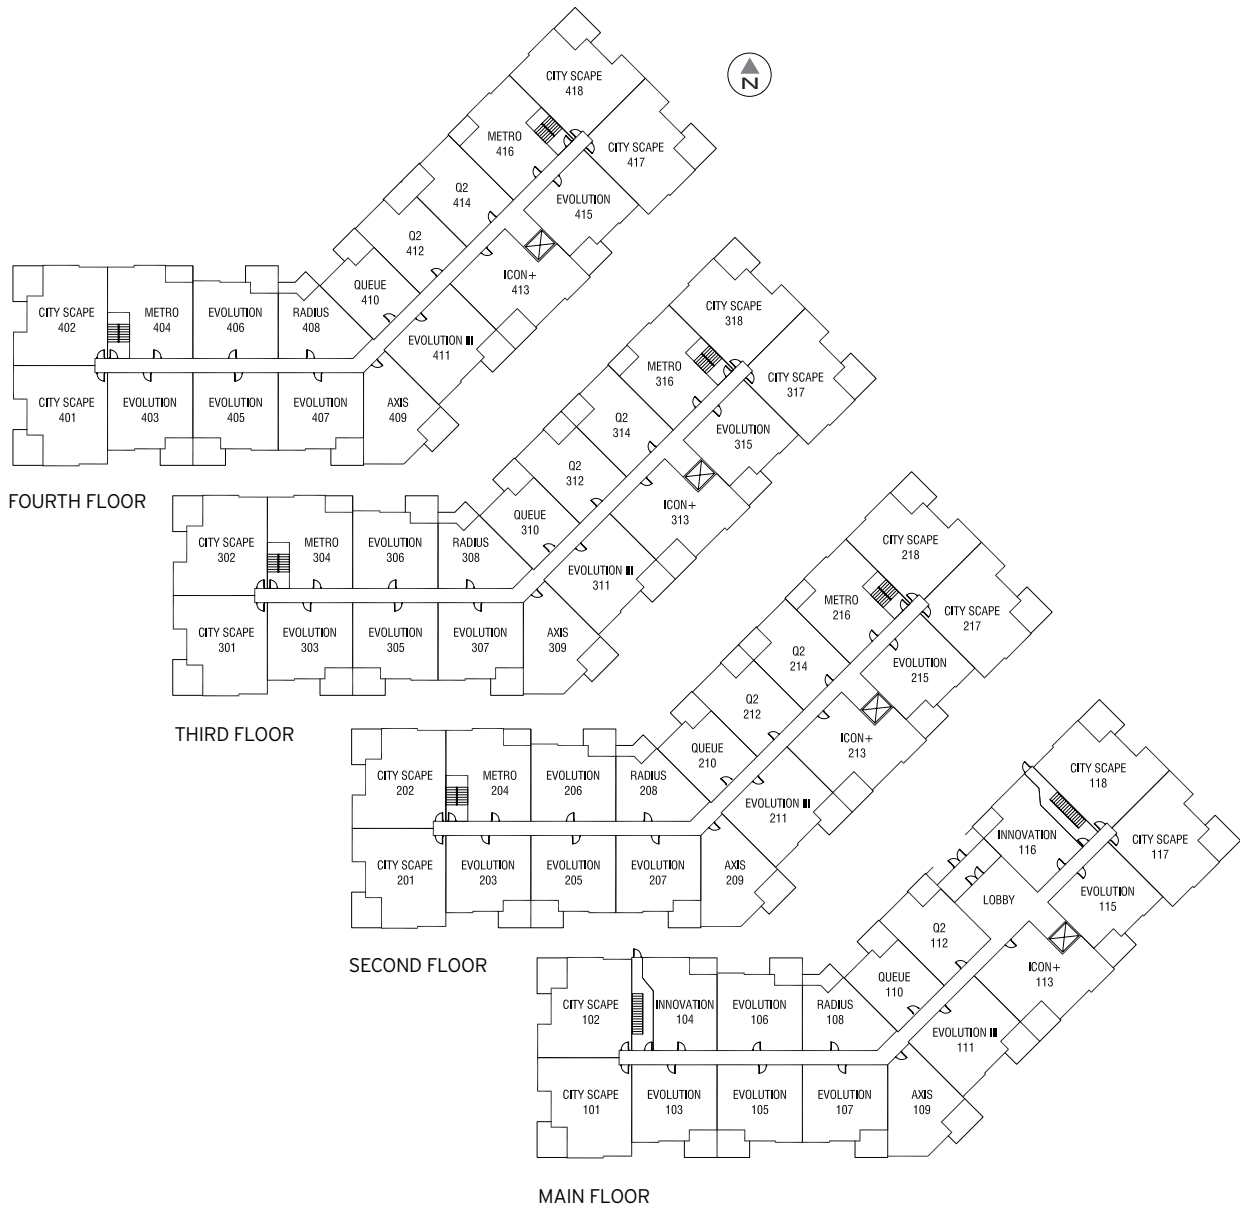 N
CITY SCAPE
418
CITY SCAPE
417
METRO
416
EVOLUTION
415
Q2
414
ICON+
413
Q2
412
EVOLUTION III
411
QUEUE
410
AXIS
409
RADIUS
408
EVOLUTION
407
EVOLUTION
406
EVOLUTION
405
METRO
404
EVOLUTION
403
CITY SCAPE
402
CITY SCAPE
401
FOURTH FLOOR
CITY SCAPE
318
CITY SCAPE
317
METRO
316
EVOLUTION
315
Q2
314
ICON+
313
Q2
312
EVOLUTION III
311
QUEUE
310
AXIS
309
RADIUS
308
EVOLUTION
307
EVOLUTION
306
EVOLUTION
305
METRO
304
EVOLUTION
303
CITY SCAPE
302
CITY SCAPE
301
THIRD FLOOR
CITY SCAPE
218
CITY SCAPE
217
METRO
216
EVOLUTION
215
Q2
214
ICON+
213
Q2
212
EVOLUTION III
211
QUEUE
210
AXIS
209
RADIUS
208
EVOLUTION
207
EVOLUTION
206
EVOLUTION
205
METRO
204
EVOLUTION
203
CITY SCAPE
202
CITY SCAPE
201
SECOND FLOOR
CITY SCAPE
118
CITY SCAPE
117
INNOVATION
116
EVOLUTION
115
LOBBY
ICON+
113
Q2
112
EVOLUTION III
111
QUEUE
110
AXIS
109
RADIUS
108
EVOLUTION
107
EVOLUTION
106
EVOLUTION
105
INNOVATION
104
EVOLUTION
103
CITY SCAPE
102
CITY SCAPE
101
MAIN FLOOR